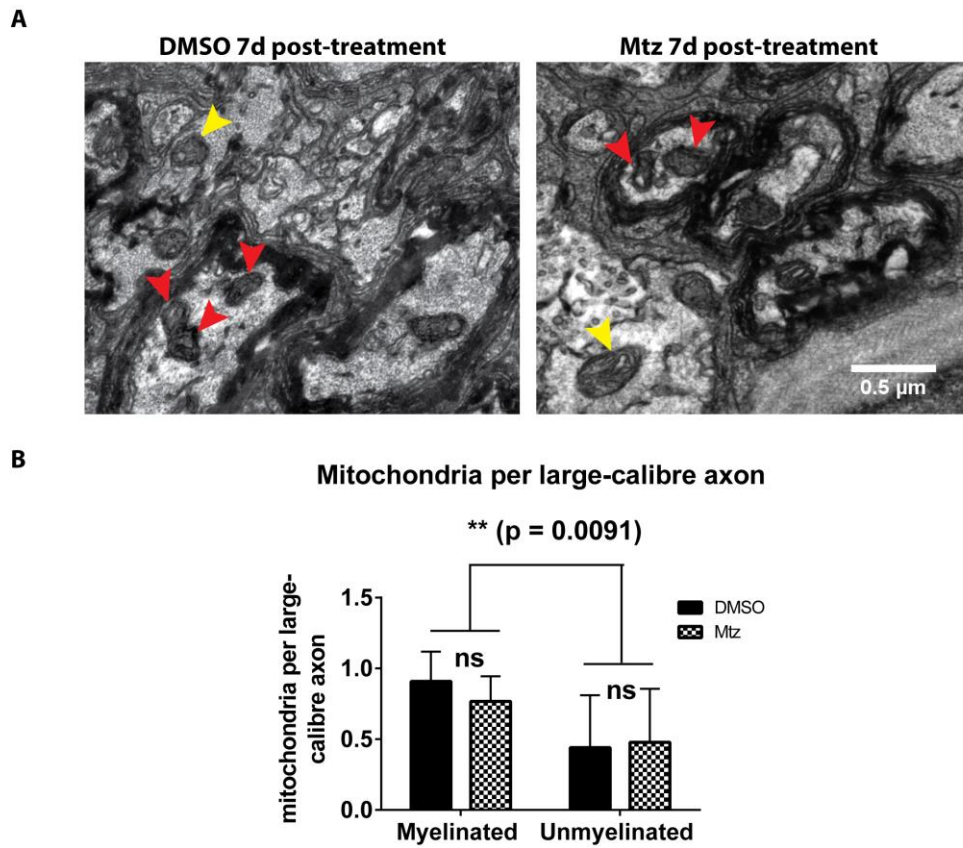 A
DMSO 7d post-treatment
Mtz 7d post-treatment
0.5 µm
B
Mitochondria per large-calibre axon
** (p = 0.0091)
mitochondria per large-
calibre axon
1.5
1.0
0.5
0.0
ns
ns
DMSO
Mtz
Myelinated
Unmyelinated